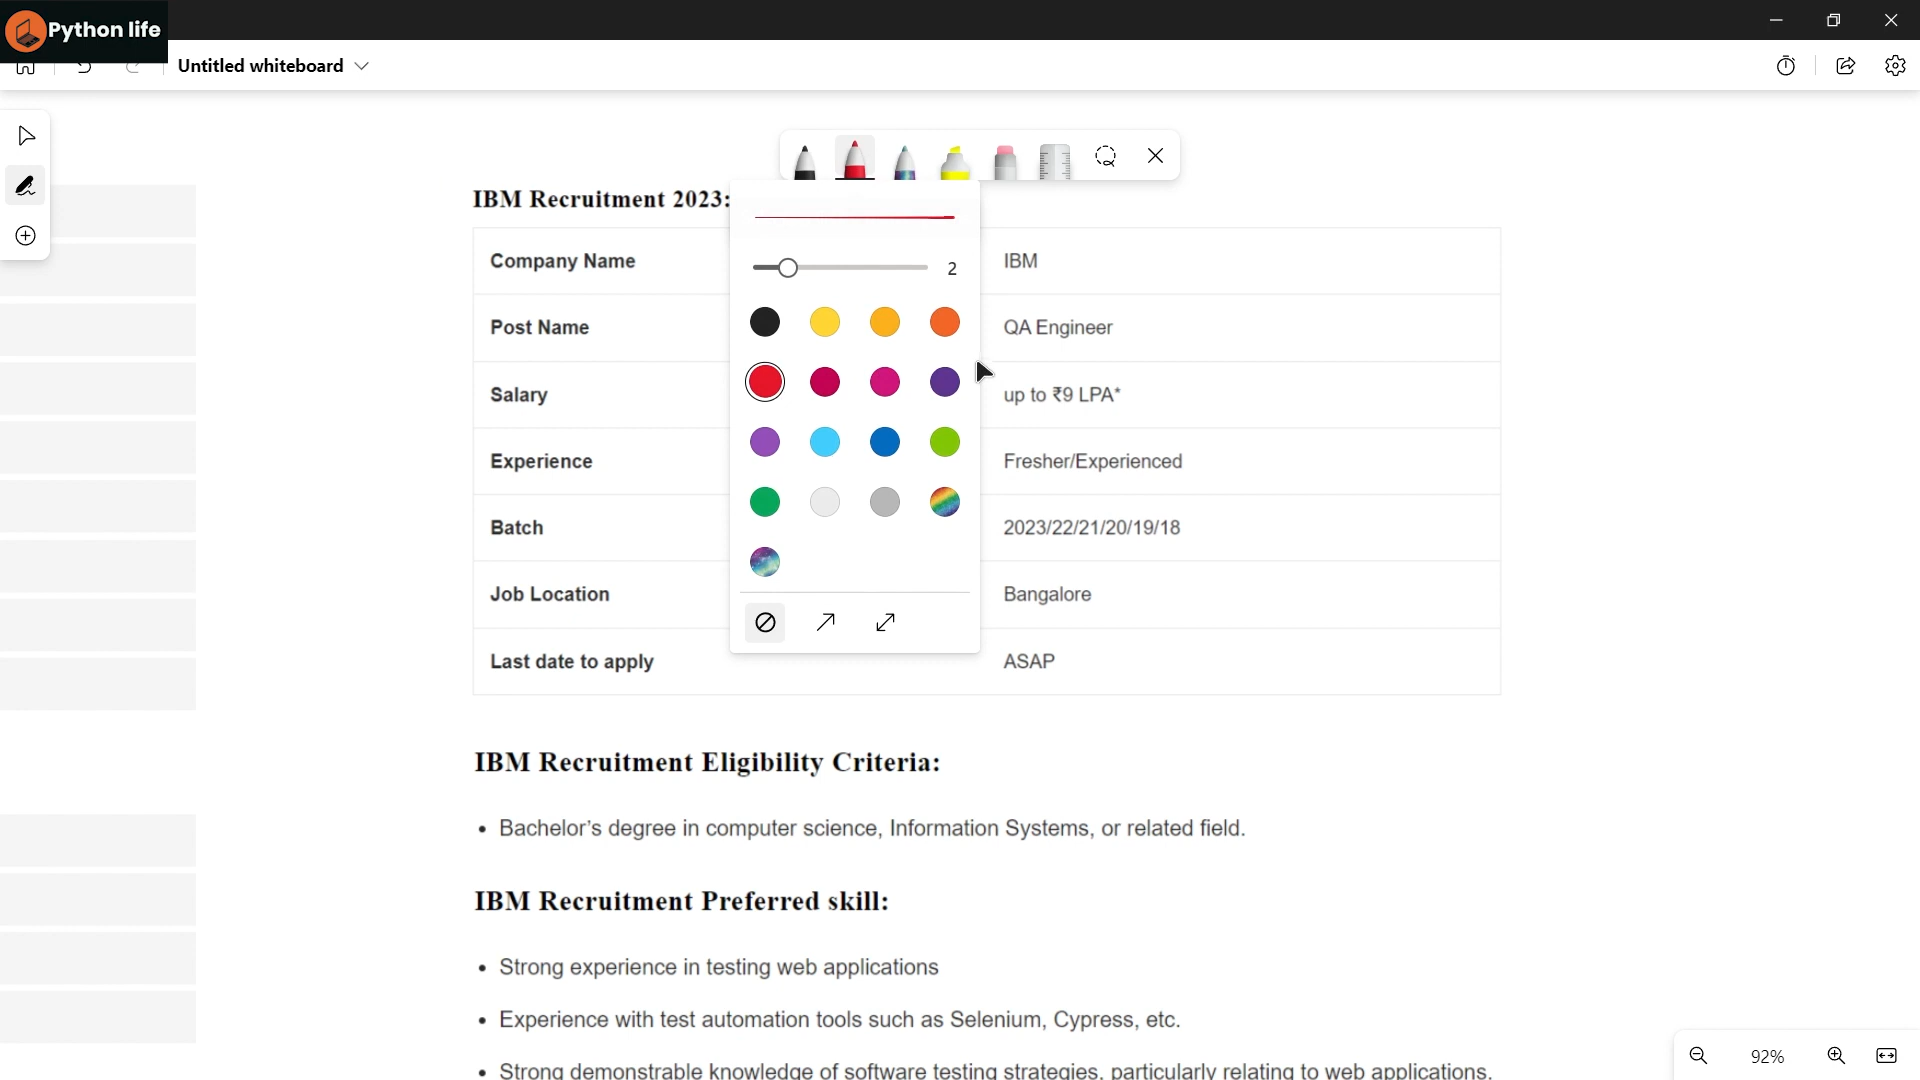 Python life
Untitled whiteboard
IBM Recruitment 2023:
2
Company Name IBM
Post Name QA Engineer
Salary up to ₹9 LPA*
Experience Fresher/Experienced
Batch 2023/22/21/20/19/18
Job Location Bangalore
Last date to apply ASAP
IBM Recruitment Eligibility Criteria:
• Bachelor’s degree in computer science, Information Systems, or related field.
IBM Recruitment Preferred skill:
• Strong experience in testing web applications
• Experience with test automation tools such as Selenium, Cypress, etc.
• Strong demonstrable knowledge of software testing strategies, particularly relating to web applications.
92%